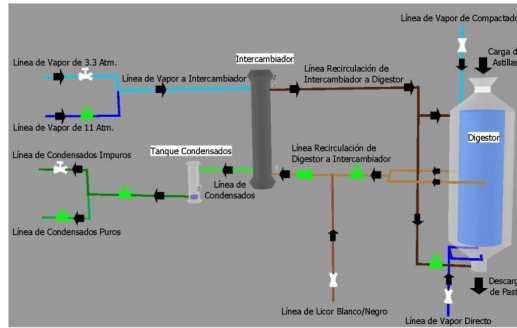 Línea de Vapor de Compactado
Carga d
Astillas
Línea de Vapor de 3.3 Atm.
Intercambiador
Línea de Vapor a Intercambiador
Línea Recirculación de
Intercambiador a Digestor
Línea de Vapor de 11 Atm.
Digestor
Línea de Condensados Impuros
Tanque Condensados
Línea Recirculación de
Digestor a Intercambiador
Línea de
Condensados
Línea de Condensados Puros
Descarg
de Past
Línea de Licor Blanco/Negro
Línea de Vapor Directo